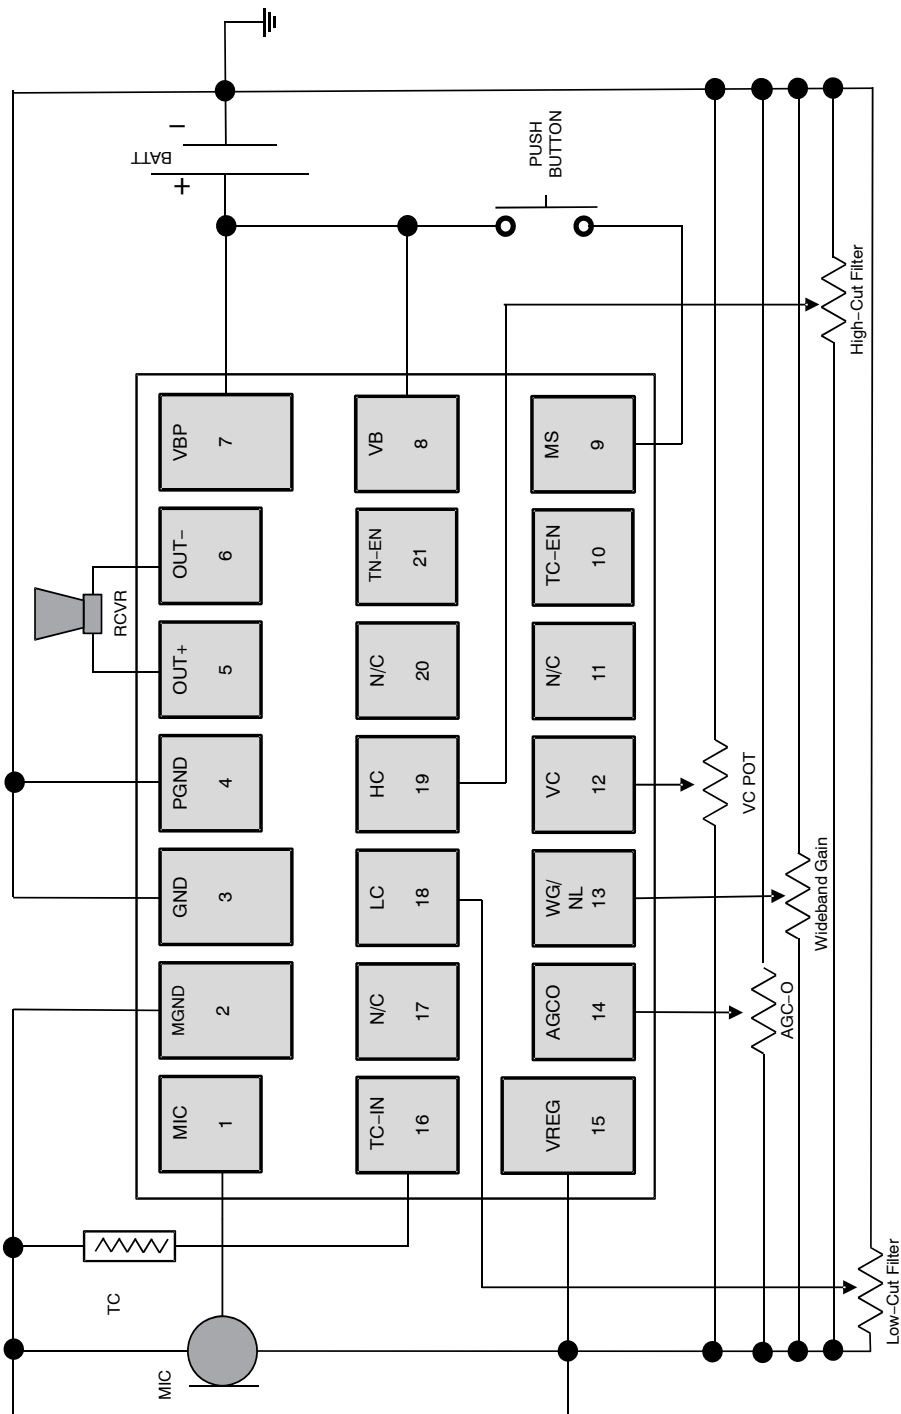 BATT
–
+
PUSH
BUTTON
High–Cut Filter
VBP
7
VB
8
MS
9
RCVR
OUT–
6
TN–EN
21
TC–EN
10
OUT+
5
N/C
20
N/C
11
PGND
4
HC
19
VC
12
VC POT
GND
3
LC
18
WG/
NL
13
Wideband Gain
MGND
2
N/C
17
AGCO
14
AGC–O
MIC
1
TC–IN
16
VREG
15
TC
MIC
Low–Cut Filter